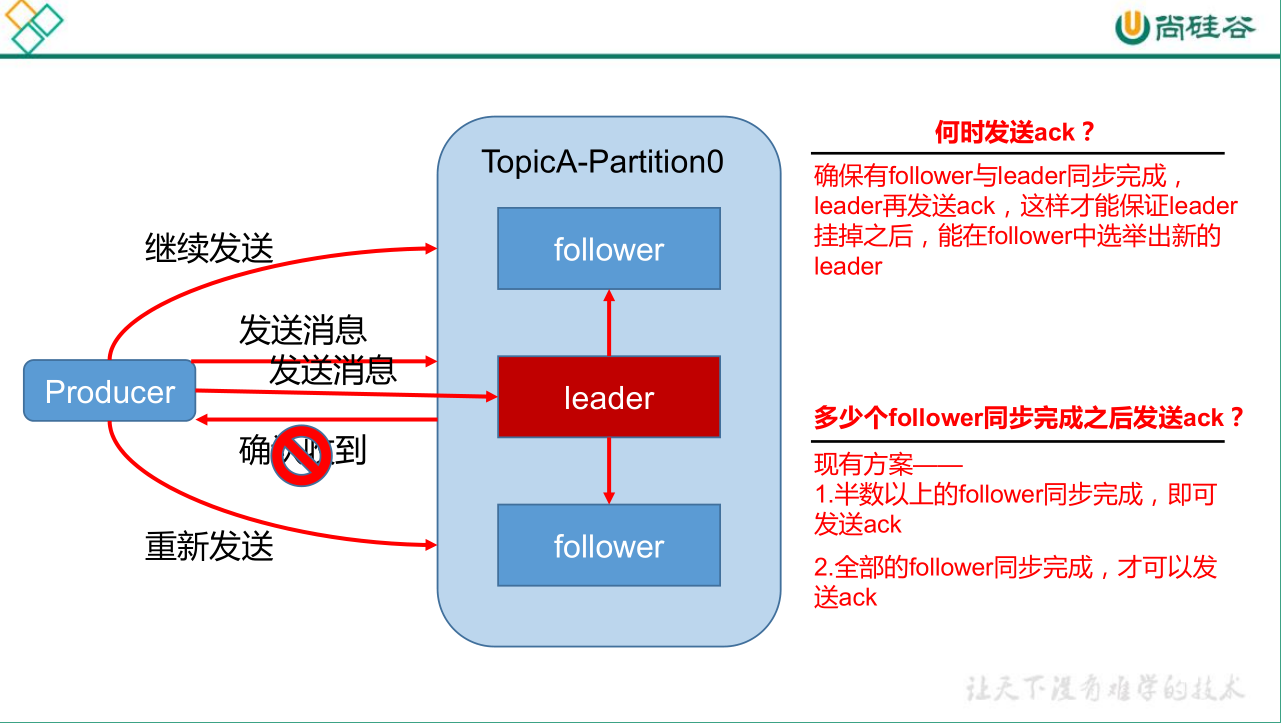 尚硅谷
TopicA-Partition0
何时发送ack？
确保有follower与leader同步完成，
leader再发送ack，这样才能保证leader
挂掉之后，能在follower中选举出新的
leader
继续发送
follower
发送消息
发送消息
Producer
leader
多少个follower同步完成之后发送ack？
确认收到
现有方案——
1.半数以上的follower同步完成，即可
发送ack
重新发送
follower
2.全部的follower同步完成，才可以发
送ack
让天下没有难学的技术